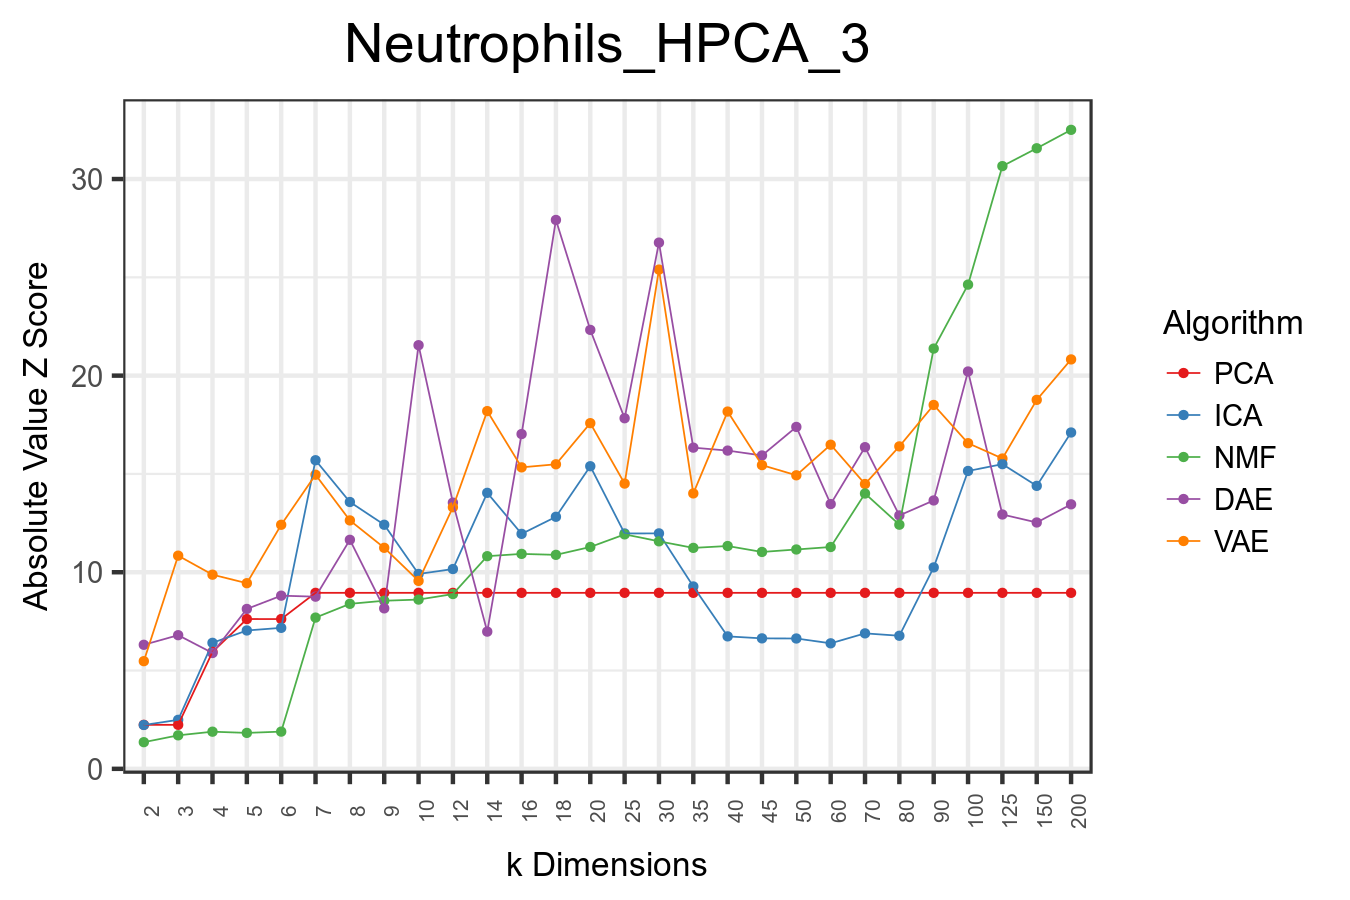 Neutrophils_HPCA_3
Absolute Value Z Score
30
20
10
0
2 3 4 5 6 7 8 9 10 12 14 16 18 20 25 30 35 40 45 50 60 70 80 90 100 125 150 200
k Dimensions
Algorithm
PCA
ICA
NMF
DAE
VAE